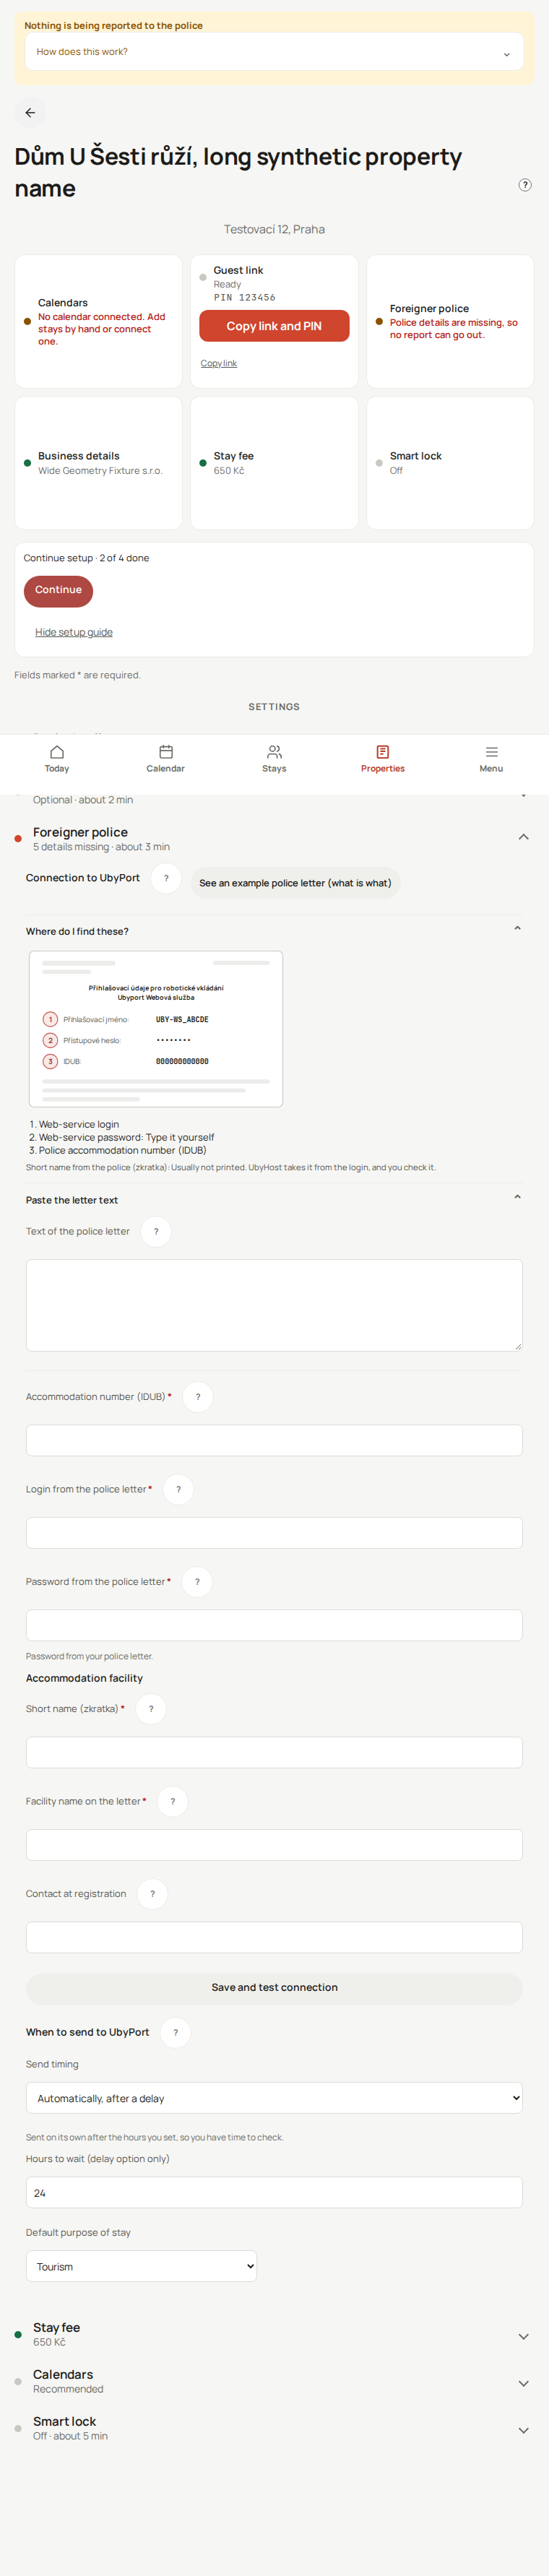 Nothing is being reported to the police
How does this work?
Dům U Šesti růží, long synthetic property
name
?
Testovací 12, Praha
Calendars
No calendar connected. Add
stays by hand or connect
one.
Guest link
Ready
PIN 123456
Copy link and PIN
Copy link
Foreigner police
Police details are missing, so
no report can go out.
Business details
Wide Geometry Fixture s.r.o.
Stay fee
650 Kč
Smart lock
Off
Continue setup · 2 of 4 done
Continue
Hide setup guide
Fields marked * are required.
SETTINGS
Today
Calendar
Stays
Properties
Menu
Optional · about 2 min
Foreigner police
5 details missing · about 3 min
Connection to UbyPort
?
See an example police letter (what is what)
Where do I find these?
Přihlašovací údaje pro robotické vkládání
Ubyport Webová služba
1 Přihlašovací jméno: UBY-WS_ABCDE
2 Přístupové heslo: ••••••••
3 IDUB: 000000000000
1. Web-service login
2. Web-service password: Type it yourself
3. Police accommodation number (IDUB)
Short name from the police (zkratka): Usually not printed. UbyHost takes it from the login, and you check it.
Paste the letter text
Text of the police letter ?
Accommodation number (IDUB) * ?
Login from the police letter * ?
Password from the police letter * ?
Password from your police letter.
Accommodation facility
Short name (zkratka) * ?
Facility name on the letter * ?
Contact at registration ?
Save and test connection
When to send to UbyPort ?
Send timing
Automatically, after a delay
Sent on its own after the hours you set, so you have time to check.
Hours to wait (delay option only)
24
Default purpose of stay
Tourism
Stay fee
650 Kč
Calendars
Recommended
Smart lock
Off · about 5 min